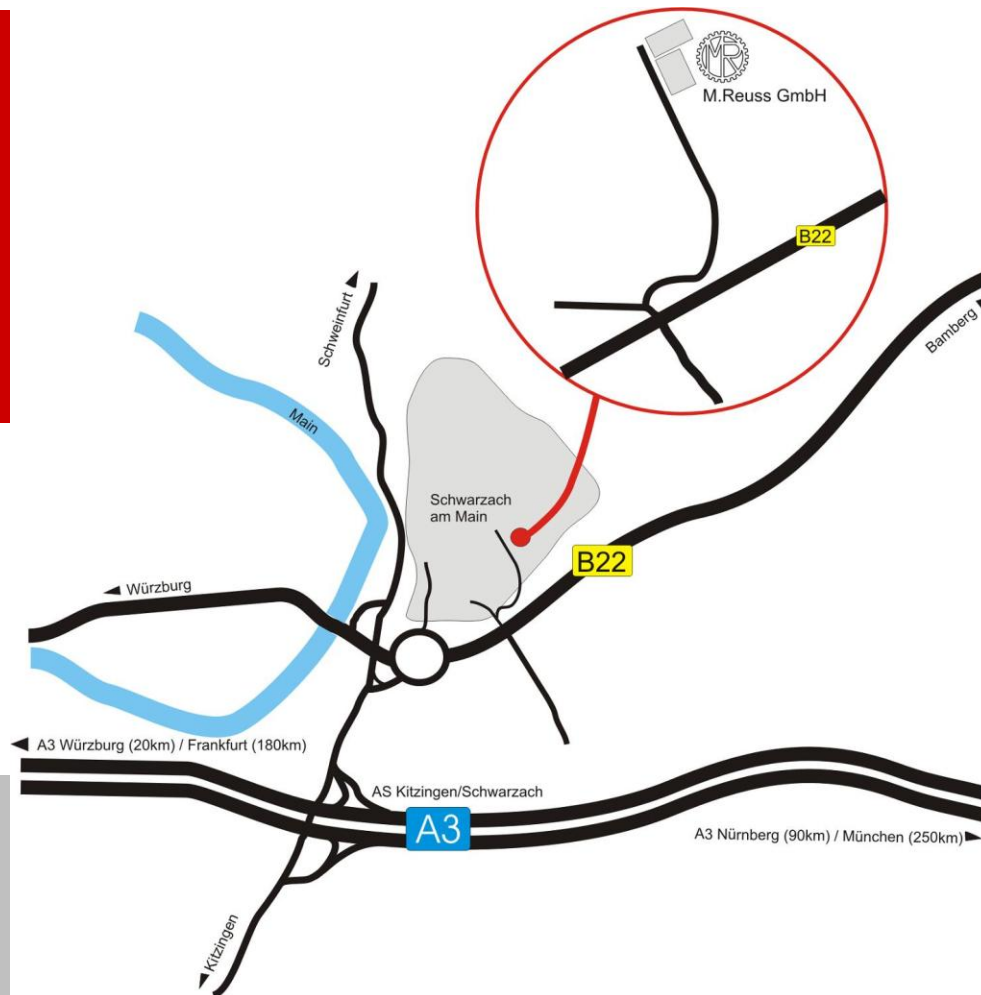 MR
M.Reuss GmbH
B22
Bamberg
Schweinfurt
Main
Schwarzach
am Main
B22
Würzburg
A3 Würzburg (20km) / Frankfurt (180km)
AS Kitzingen/Schwarzach
A3
A3 Nürnberg (90km) / München (250km)
Kitzingen